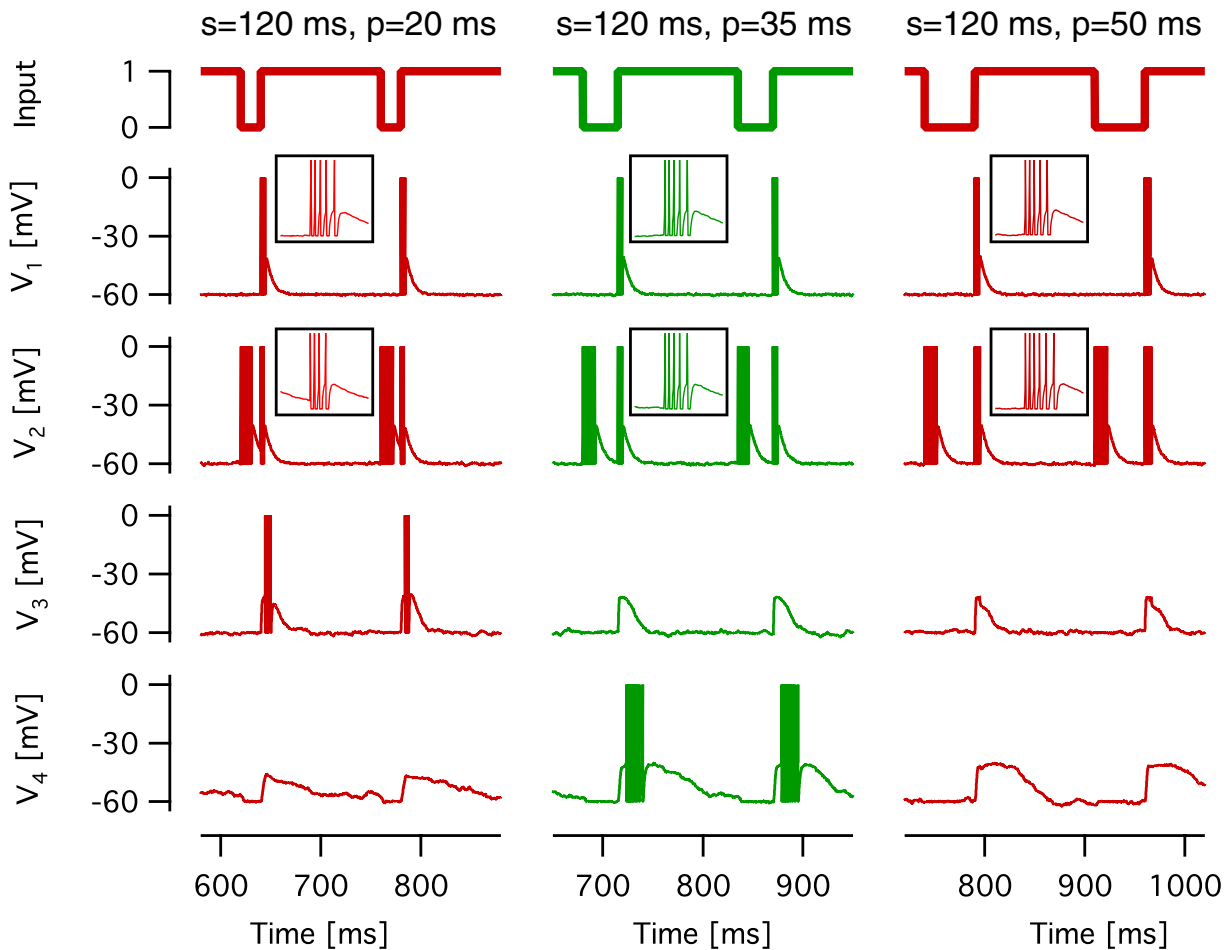 s=120 ms, p=20 ms
s=120 ms, p=35 ms
s=120 ms, p=50 ms
Input
1
0
V1 [mV]
0
-30
-60
V2 [mV]
0
-30
-60
V3 [mV]
0
-30
-60
V4 [mV]
0
-30
-60
600 700 800
700 800 900
800 900 1000
Time [ms]
Time [ms]
Time [ms]